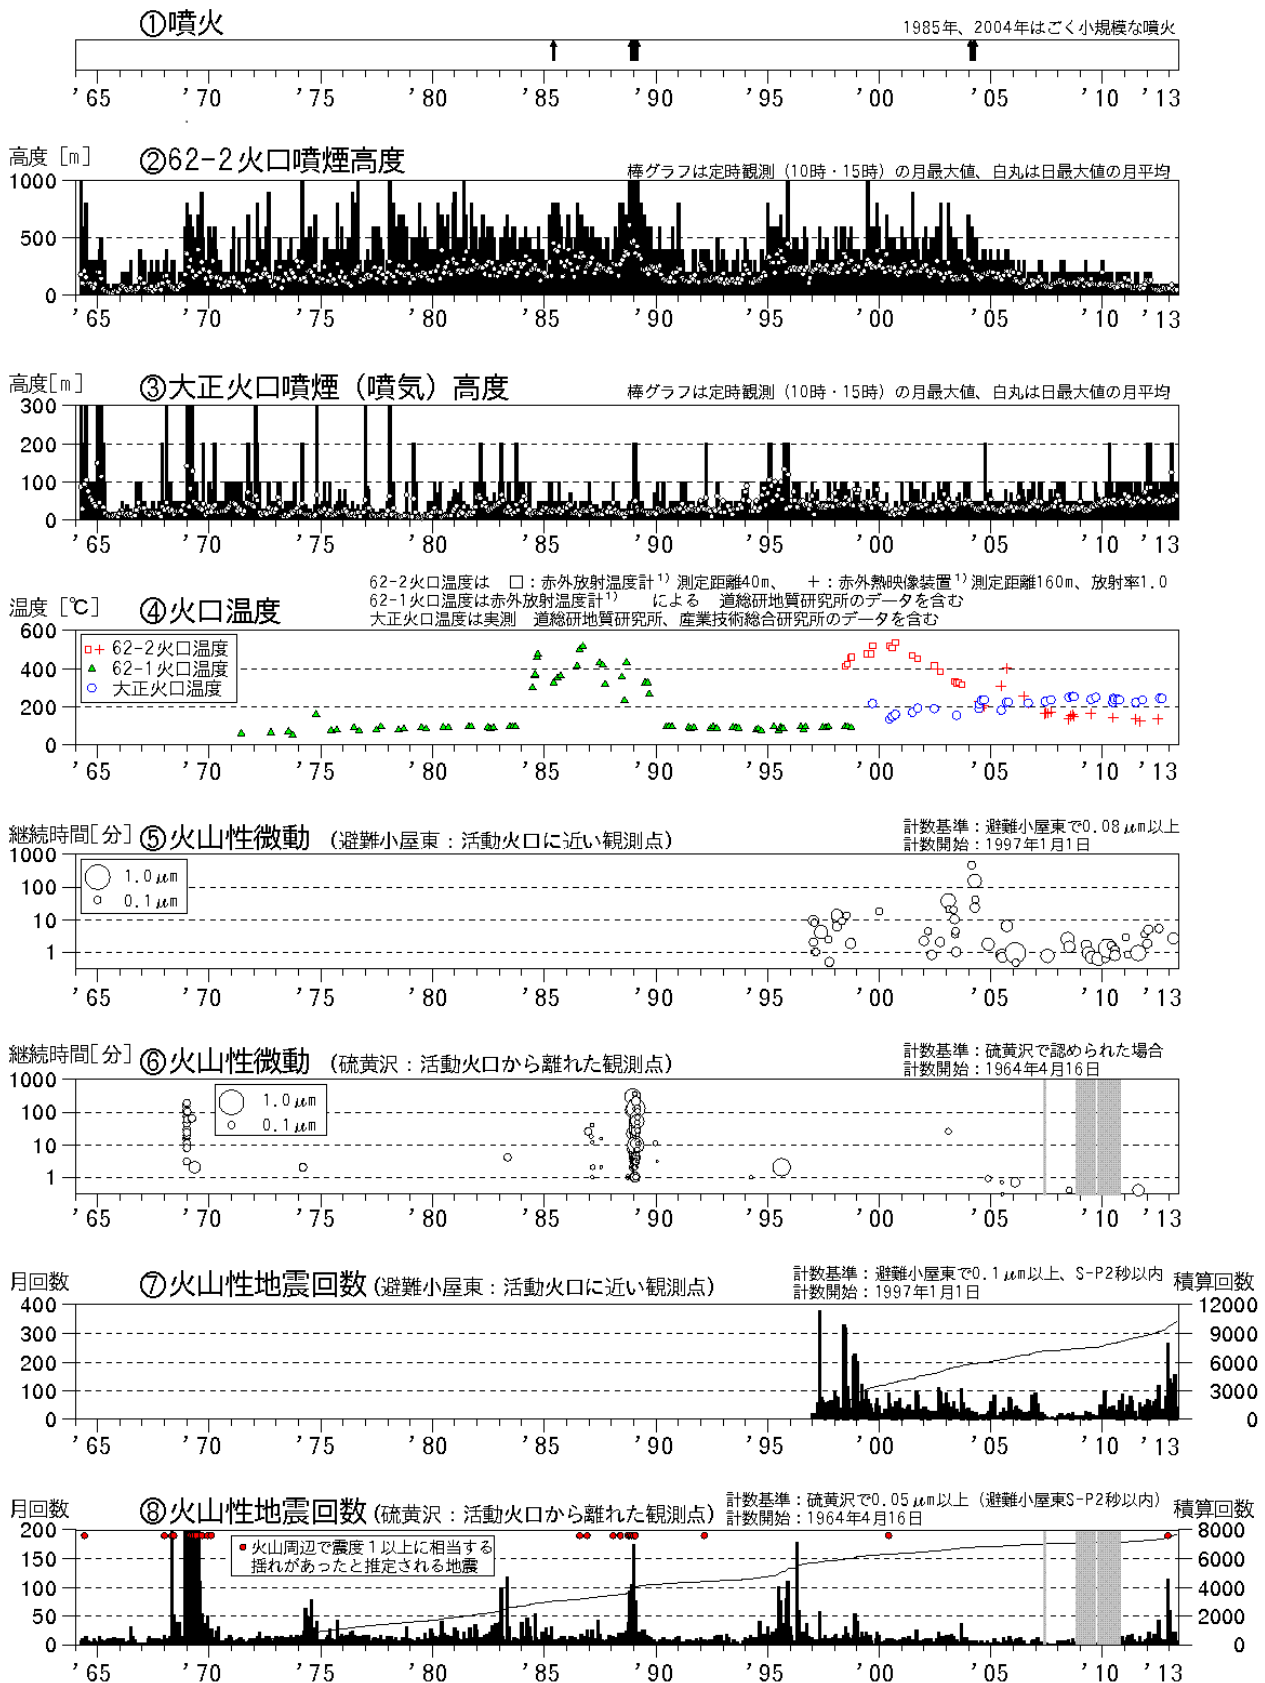 ①噴火
1985年、2004年はごく小規模な噴火
'65 '70 '75 '80 '85 '90 '95 '00 '05 '10 '13
高度 [m]
②62-2火口噴煙高度
棒グラフは定時観測 (10時・15時) の月最大値、白丸は日最大値の月平均
1000
500
0
'65 '70 '75 '80 '85 '90 '95 '00 '05 '10 '13
高度[m]
③大正火口噴煙 (噴気) 高度
棒グラフは定時観測 (10時・15時) の月最大値、白丸は日最大値の月平均
300
200
100
0
'65 '70 '75 '80 '85 '90 '95 '00 '05 '10 '13
62-2火口温度は □:赤外放射温度計1) 測定距離40m、 +:赤外熱映像装置1) 測定距離160m、放射率1.0
62-1火口温度は赤外放射温度計1) による 道総研地質研究所のデータを含む
大正火口温度は実測 道総研地質研究所、産業技術総合研究所のデータを含む
温度 [℃]
④火口温度
600
400
200
0
62-2火口温度
62-1火口温度
大正火口温度
'65 '70 '75 '80 '85 '90 '95 '00 '05 '10 '13
継続時間[分]
⑤火山性微動 (避難小屋東:活動火口に近い観測点)
計数基準:避難小屋東で0.08μm以上
計数開始:1997年1月1日
1000
100
10
1
1.0μm
0.1μm
'65 '70 '75 '80 '85 '90 '95 '00 '05 '10 '13
継続時間[分]
⑥火山性微動 (硫黄沢:活動火口から離れた観測点)
計数基準:硫黄沢で認められた場合
計数開始:1964年4月16日
1000
100
10
1
1.0μm
0.1μm
'65 '70 '75 '80 '85 '90 '95 '00 '05 '10 '13
月回数
⑦火山性地震回数 (避難小屋東:活動火口に近い観測点)
計数基準:避難小屋東で0.1μm以上、S-P2秒以内
計数開始:1997年1月1日
積算回数
400
300
200
100
0
12000
9000
6000
3000
0
'65 '70 '75 '80 '85 '90 '95 '00 '05 '10 '13
月回数
⑧火山性地震回数 (硫黄沢:活動火口から離れた観測点)
計数基準:硫黄沢で0.05μm以上 (避難小屋東S-P2秒以内)
計数開始:1964年4月16日
積算回数
200
150
100
50
0
火山周辺で震度1以上に相当する
揺れがあったと推定される地震
8000
6000
4000
2000
0
'65 '70 '75 '80 '85 '90 '95 '00 '05 '10 '13